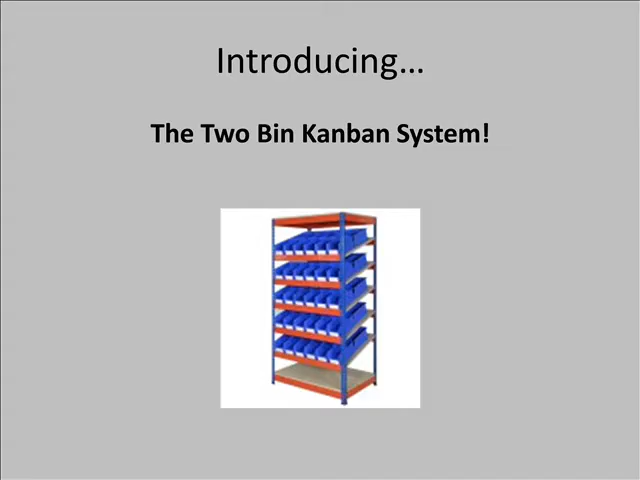 Introducing…
The Two Bin Kanban System!